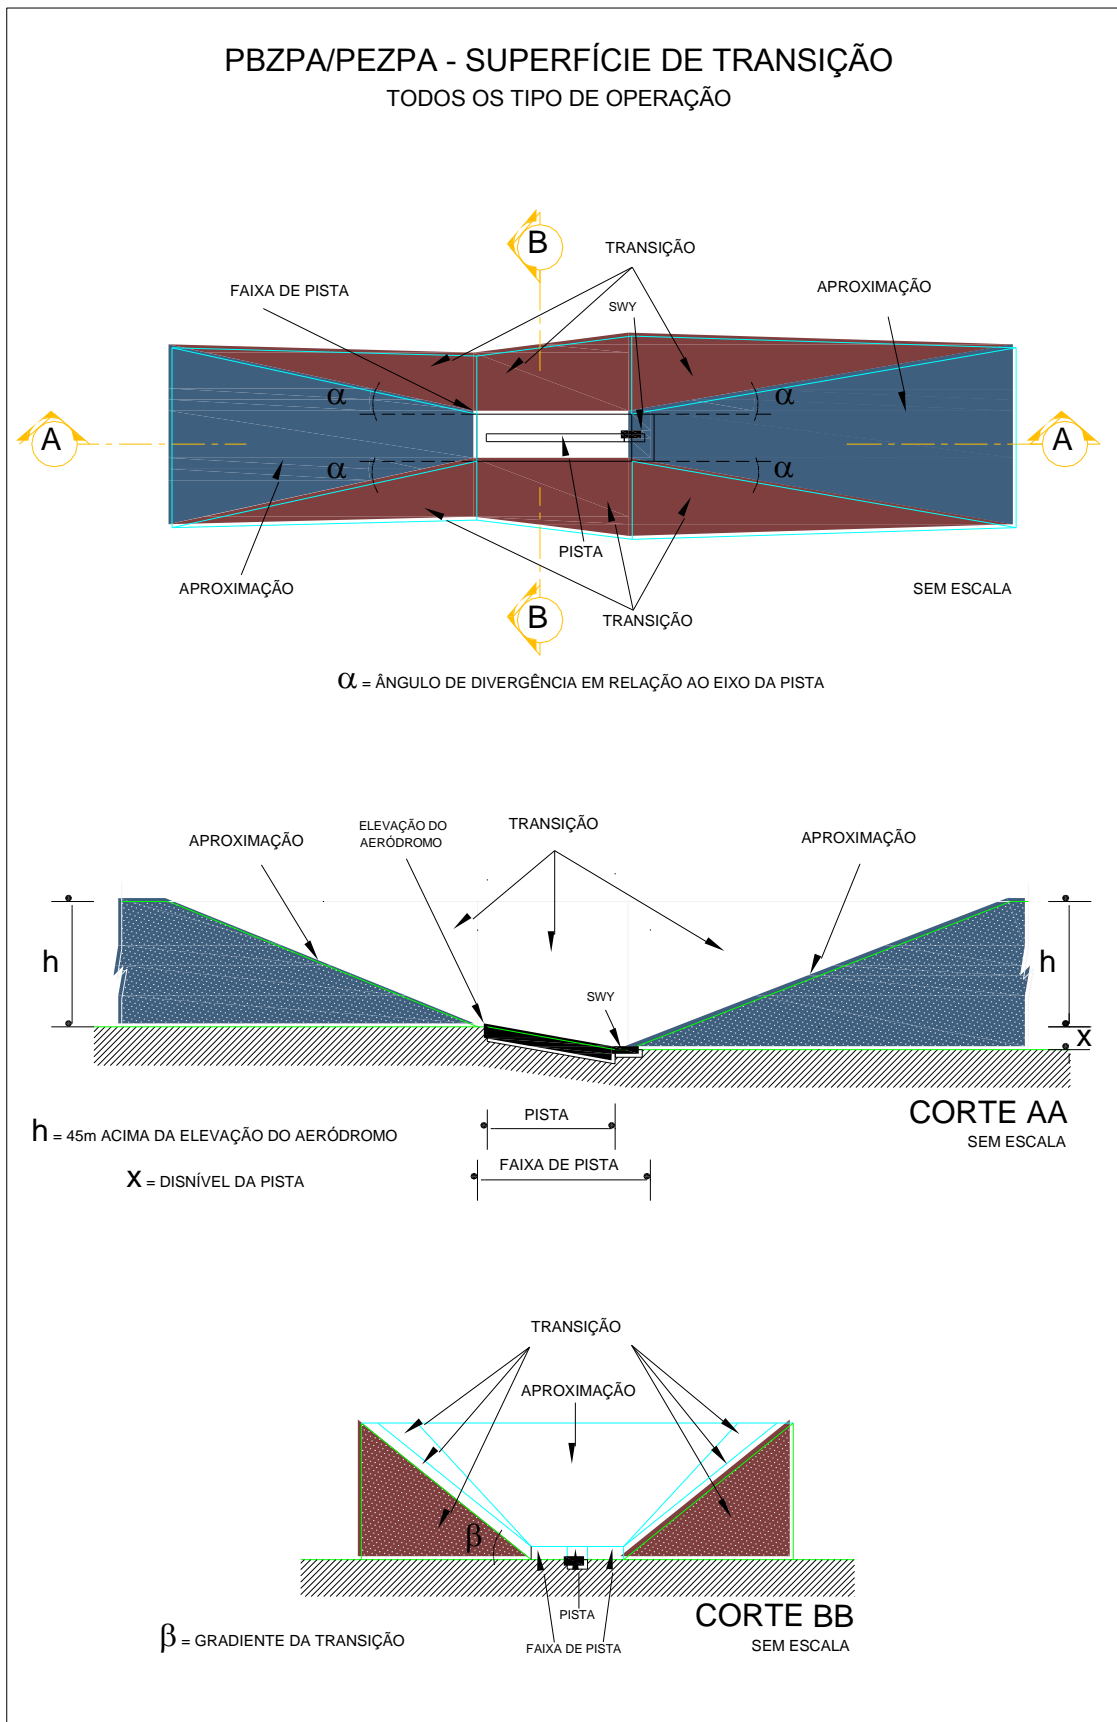 PBZPA/PEZPA - SUPERFÍCIE DE TRANSIÇÃO
TODOS OS TIPO DE OPERAÇÃO
B
TRANSIÇÃO
FAIXA DE PISTA
SWY
APROXIMAÇÃO
α
α
A
A
α
α
PISTA
APROXIMAÇÃO
B
TRANSIÇÃO
SEM ESCALA
α = ÂNGULO DE DIVERGÊNCIA EM RELAÇÃO AO EIXO DA PISTA
APROXIMAÇÃO
ELEVAÇÃO DO
AERÓDROMO
TRANSIÇÃO
APROXIMAÇÃO
h
h
SWY
x
PISTA
CORTE AA
SEM ESCALA
h = 45m ACIMA DA ELEVAÇÃO DO AERÓDROMO
FAIXA DE PISTA
x = DISNÍVEL DA PISTA
TRANSIÇÃO
APROXIMAÇÃO
β
PISTA
FAIXA DE PISTA
CORTE BB
SEM ESCALA
β = GRADIENTE DA TRANSIÇÃO